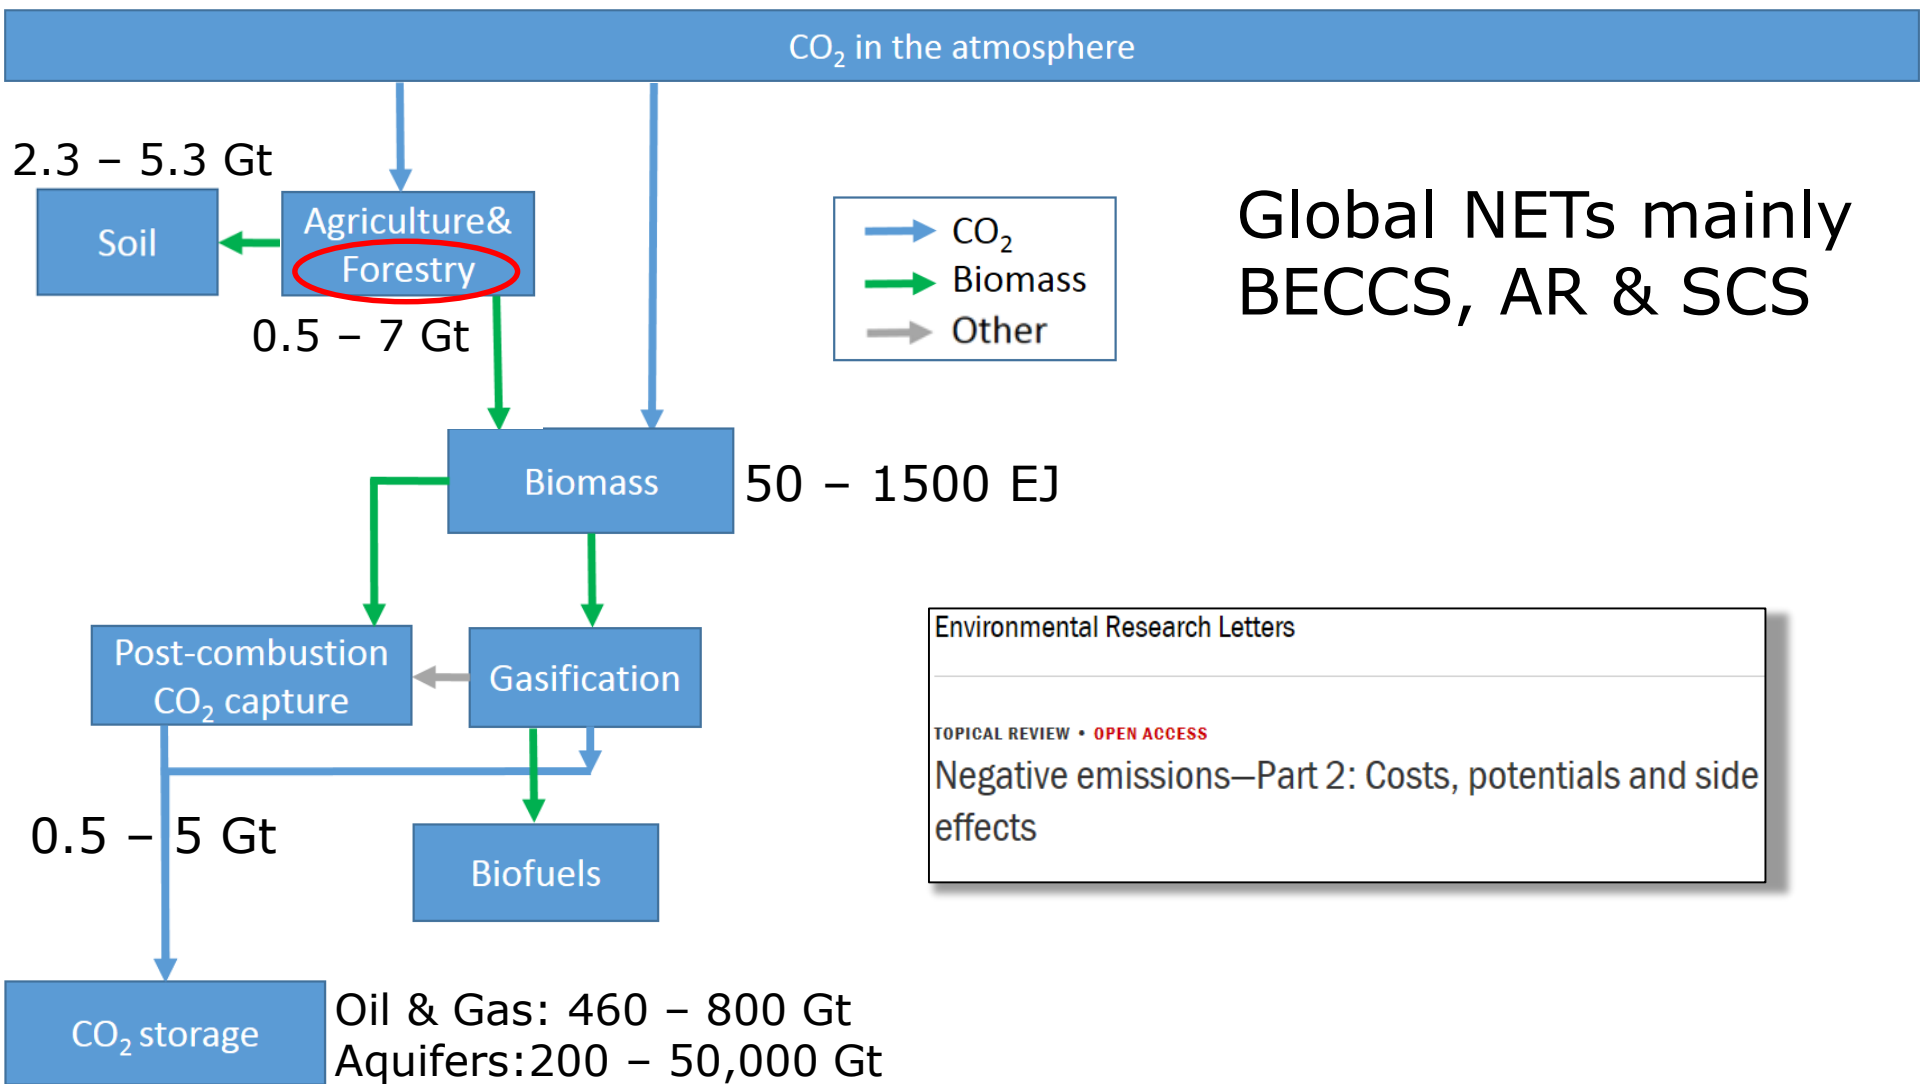 CO₂ in the atmosphere
2.3 – 5.3 Gt
Soil
Agriculture&
Forestry
0.5 – 7 Gt
CO₂
Biomass
Other
Global NETs mainly
BECCS, AR & SCS
Biomass
50 – 1500 EJ
Post-combustion
CO₂ capture
Gasification
Environmental Research Letters
TOPICAL REVIEW • OPEN ACCESS
Negative emissions—Part 2: Costs, potentials and side
effects
0.5 – 5 Gt
Biofuels
CO₂ storage
Oil & Gas: 460 – 800 Gt
Aquifers:200 – 50,000 Gt